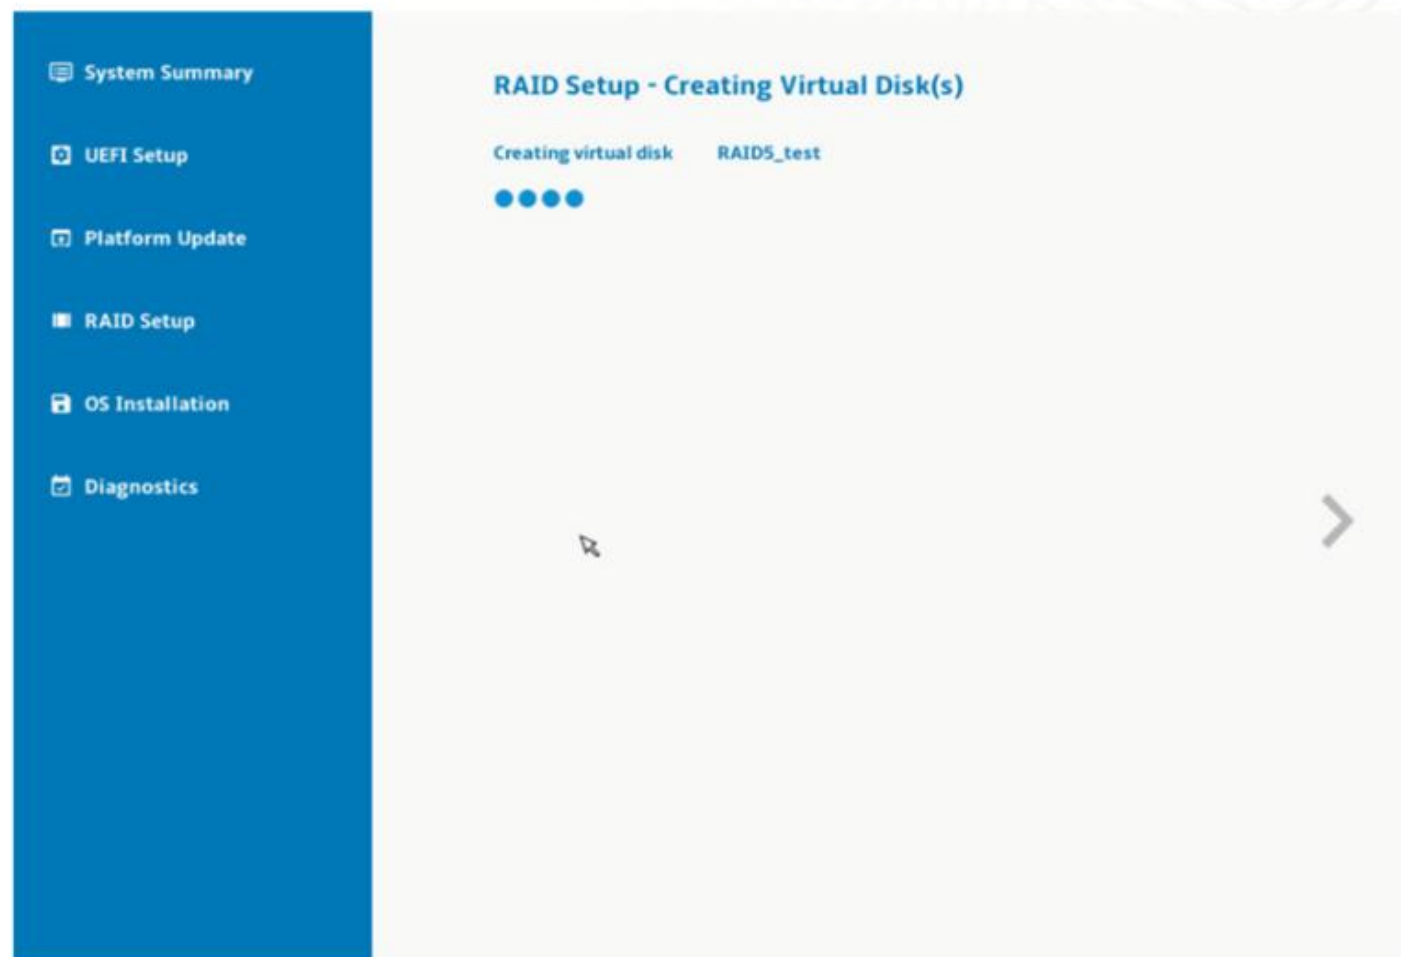 System Summary
UEFI Setup
Platform Update
RAID Setup
OS Installation
Diagnostics
RAID Setup - Creating Virtual Disk(s)
Creating virtual disk RAID5_test